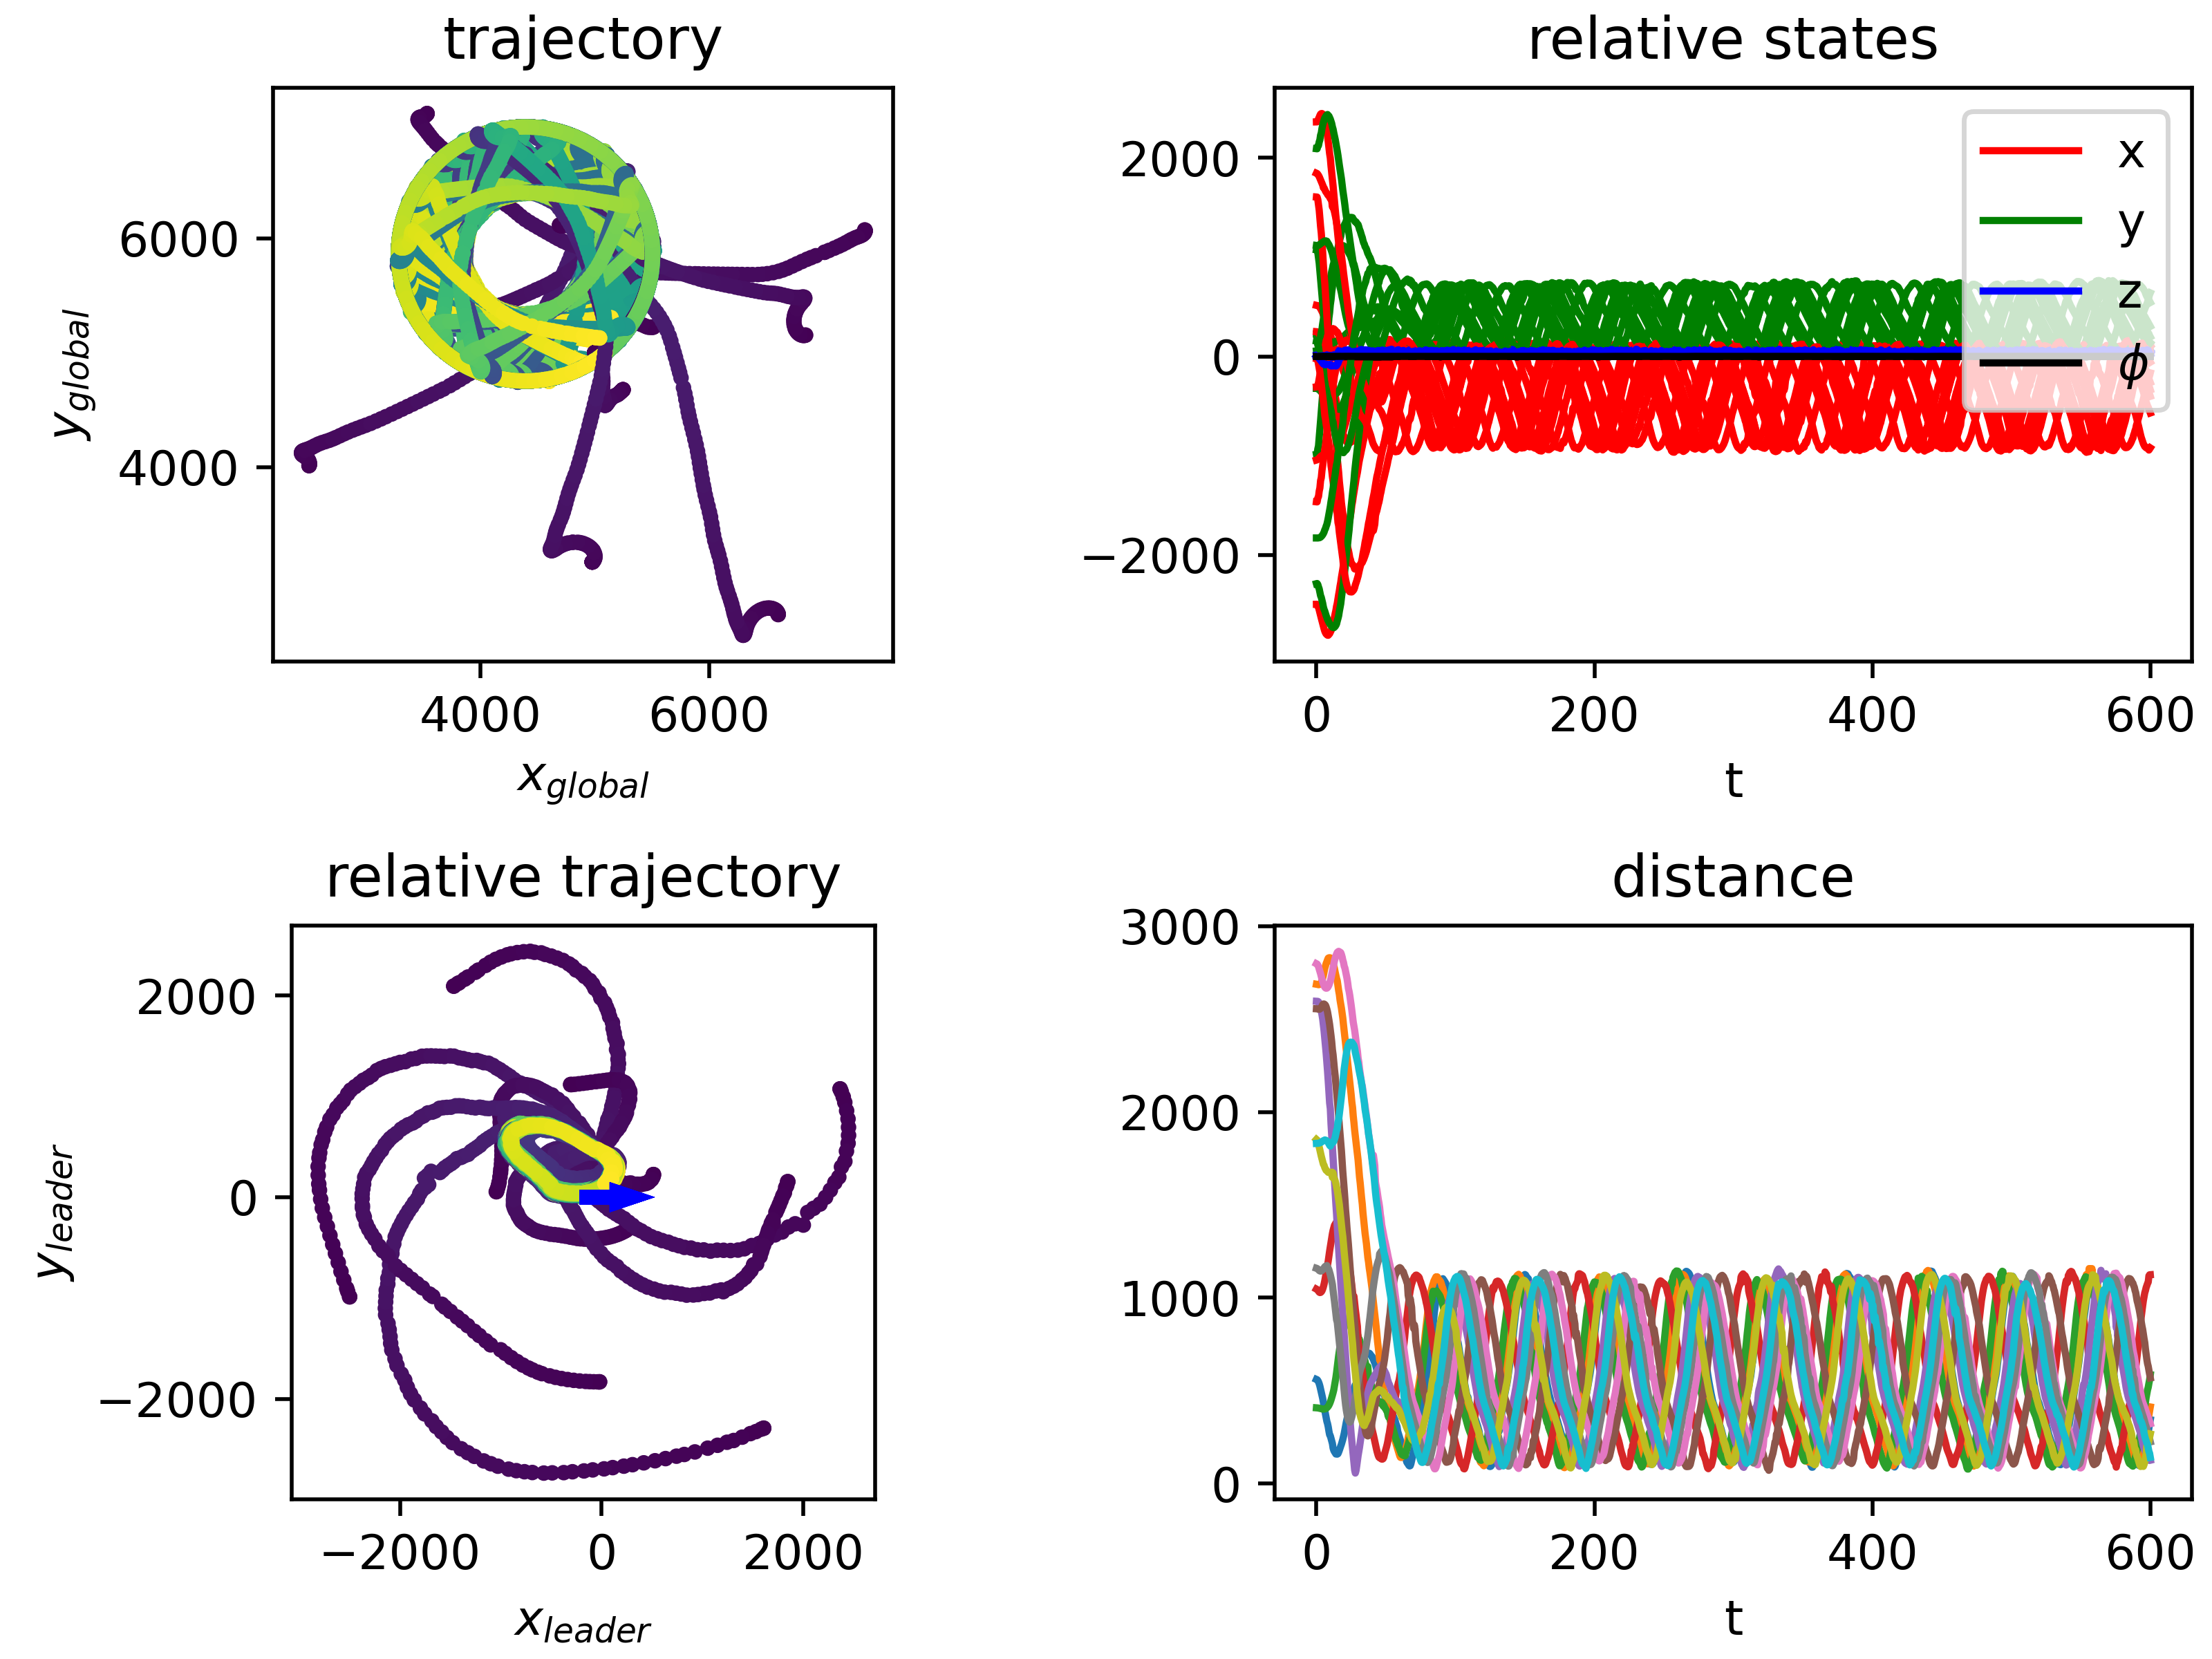 trajectory
6000
4000
y_global
4000 6000
x_global
relative states
2000
0
−2000
x
y
z
ϕ
0 200 400 600
t
relative trajectory
2000
0
−2000
y_leader
−2000 0 2000
x_leader
distance
3000
2000
1000
0
0 200 400 600
t